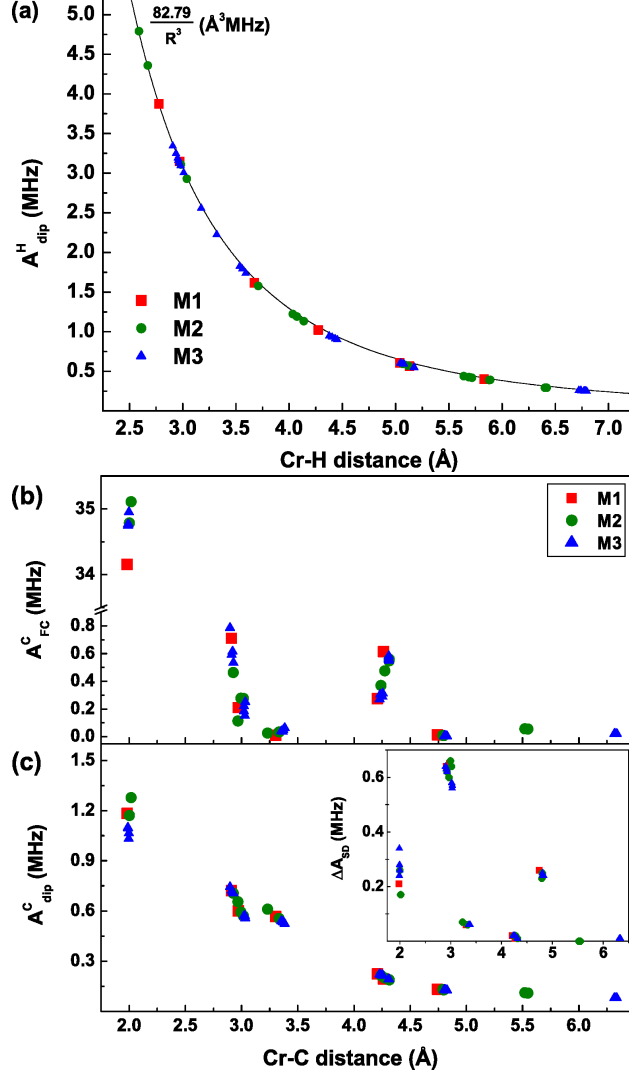 (a)
82.79
R³
(Å³MHz)
5.0
4.5
4.0
3.5
3.0
2.5
2.0
1.5
1.0
0.5
A^H_dip (MHz)
M1
M2
M3
2.5 3.0 3.5 4.0 4.5 5.0 5.5 6.0 6.5 7.0
Cr-H distance (Å)
(b)
35
34
0.8
0.6
0.4
0.2
0.0
A^C_FC (MHz)
M1
M2
M3
(c)
1.5
1.2
0.9
0.6
0.3
A^C_dip (MHz)
0.6
0.4
0.2
ΔA_SD (MHz)
2 3 4 5 6
2.0 2.5 3.0 3.5 4.0 4.5 5.0 5.5 6.0
Cr-C distance (Å)